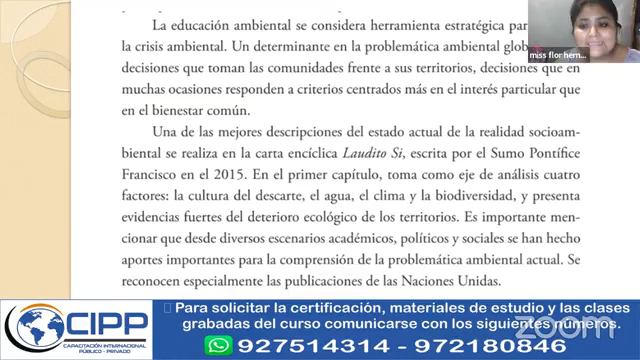 La educación ambiental se considera herramienta estratégica
la crisis ambiental. Un determinante en la problemática ambiental
decisiones que toman las comunidades frente a sus territorios, decisiones que en
muchas ocasiones responden a criterios centrados más en el interés particular que
en el bienestar común.
Una de las mejores descripciones del estado actual de la realidad socioam-
biental se realiza en la carta encíclica Laudito Si, escrita por el Sumo Pontífice
Francisco en el 2015. En el primer capítulo, toma como eje de análisis cuatro
factores: la cultura del descarte, el agua, el clima y la biodiversidad, y presenta
evidencias fuertes del deterioro ecológico de los territorios. Es importante men-
cionar que desde diversos escenarios académicos, políticos y sociales se han hecho
aportes importantes para la comprensión de la problemática ambiental actual. Se
reconocen especialmente las publicaciones de las Naciones Unidas.
miss flor hern...
zoom
CIPP
CAPACITACIÓN INTERNACIONAL
PÚBLICO - PRIVADO
Para solicitar la certificación, materiales de estudio y las clases
grabadas del curso comunicarse con los siguientes números.
927514314 - 972180846